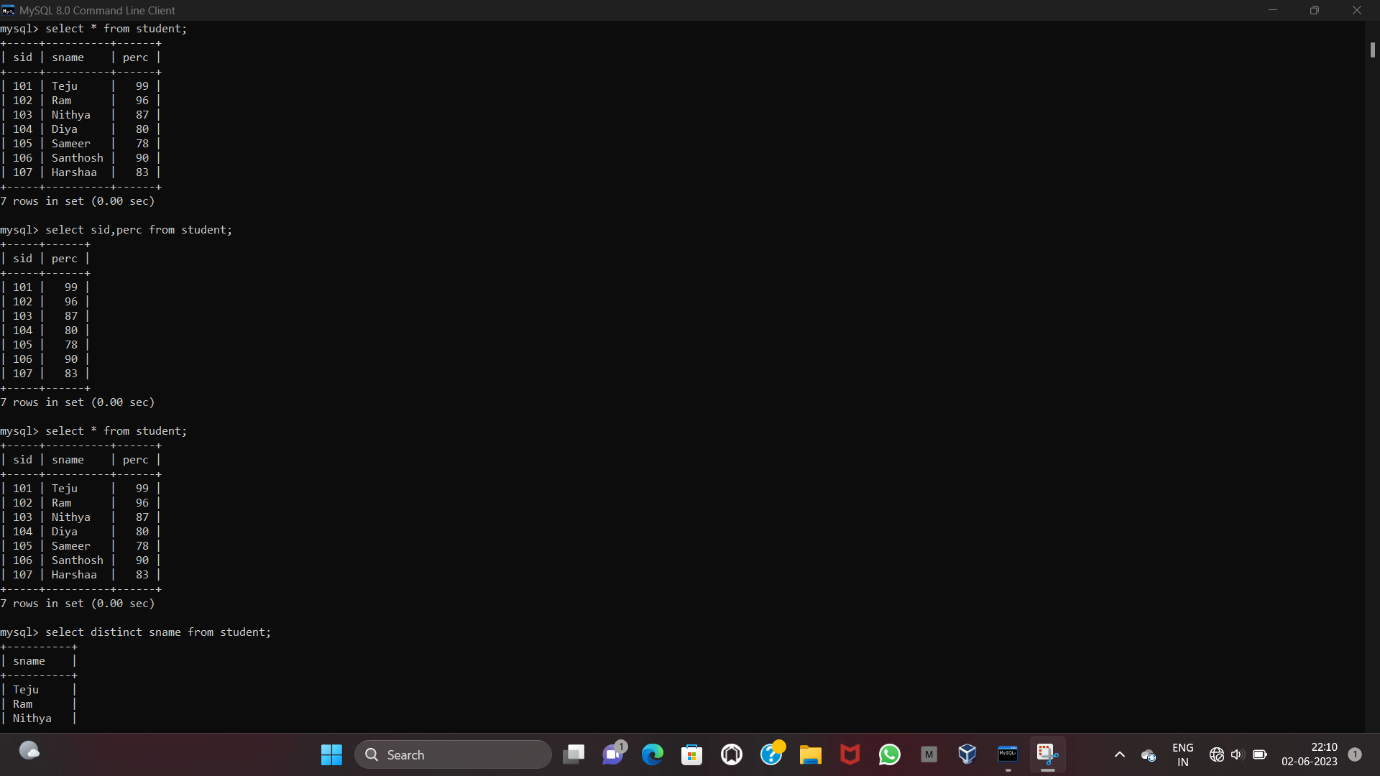 MySQL 8.0 Command Line Client
mysql> select * from student;
+-----+----------+------+
| sid | sname    | perc |
+-----+----------+------+
| 101 | Teju     |   99 |
| 102 | Ram      |   96 |
| 103 | Nithya   |   87 |
| 104 | Diya     |   80 |
| 105 | Sameer   |   78 |
| 106 | Santhosh |   90 |
| 107 | Harshaa  |   83 |
+-----+----------+------+
7 rows in set (0.00 sec)
mysql> select sid,perc from student;
+-----+------+
| sid | perc |
+-----+------+
| 101 |   99 |
| 102 |   96 |
| 103 |   87 |
| 104 |   80 |
| 105 |   78 |
| 106 |   90 |
| 107 |   83 |
+-----+------+
7 rows in set (0.00 sec)
mysql> select * from student;
+-----+----------+------+
| sid | sname    | perc |
+-----+----------+------+
| 101 | Teju     |   99 |
| 102 | Ram      |   96 |
| 103 | Nithya   |   87 |
| 104 | Diya     |   80 |
| 105 | Sameer   |   78 |
| 106 | Santhosh |   90 |
| 107 | Harshaa  |   83 |
+-----+----------+------+
7 rows in set (0.00 sec)
mysql> select distinct sname from student;
+----------+
| sname    |
+----------+
| Teju     |
| Ram      |
| Nithya   |
Search
1
M
ENG
IN
22:10
02-06-2023
1